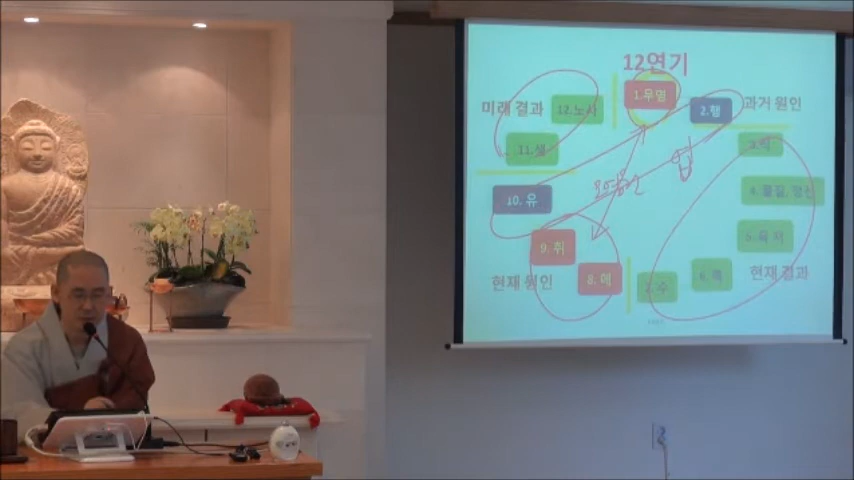 12연기
미래 결과
12.노사
1.우명
2.행
과거 원인
11.생
3.식
4.물질,정신
10. 유
업
5. 육처
9. 취
현재 원인
8. 애
7.수
6. 촉
현재 결과